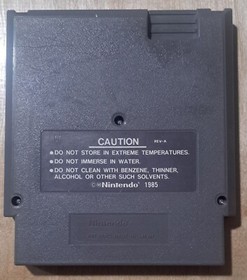 CAUTION REV-A
●DO NOT STORE IN EXTREME TEMPERATURES.
●DO NOT IMMERSE IN WATER.
●DO NOT CLEAN WITH BENZENE, THINNER,
ALCOHOL OR OTHER SUCH SOLVENTS.
©Nintendo 1985